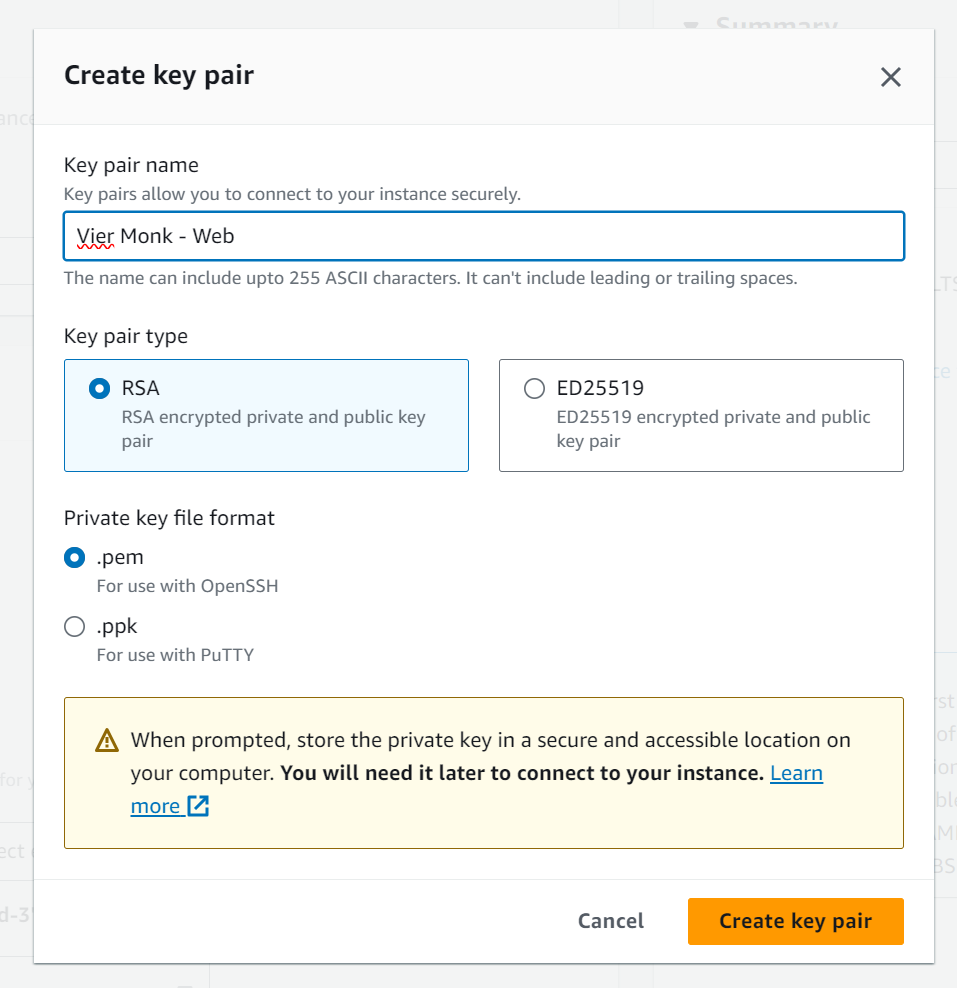 Summary
Create key pair
Key pair name
Key pairs allow you to connect to your instance securely.
Vier Monk - Web
The name can include upto 255 ASCII characters. It can't include leading or trailing spaces.
Key pair type
RSA
RSA encrypted private and public key
pair
ED25519
ED25519 encrypted private and public
key pair
Private key file format
.pem
For use with OpenSSH
.ppk
For use with PuTTY
When prompted, store the private key in a secure and accessible location on
your computer. You will need it later to connect to your instance. Learn
more
Cancel
Create key pair